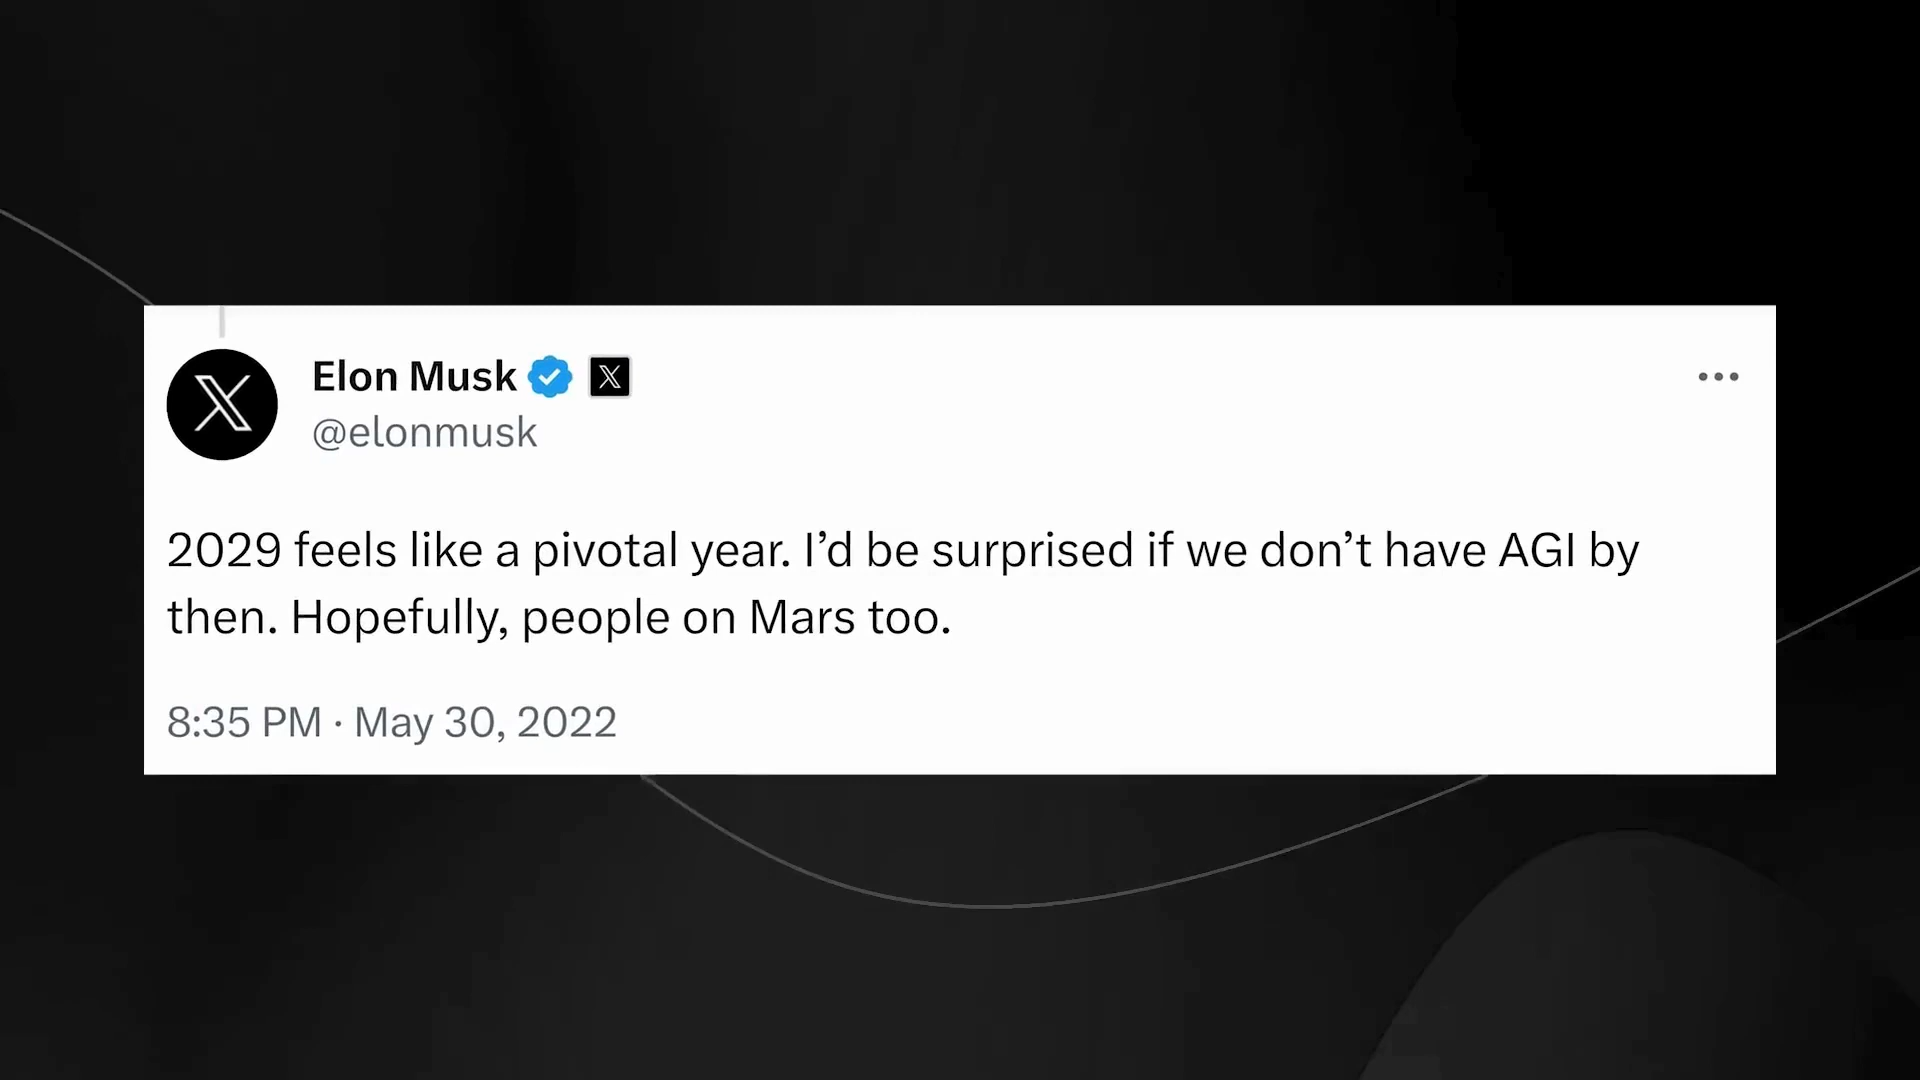 Elon Musk
@elonmusk
2029 feels like a pivotal year. I’d be surprised if we don’t have AGI by
then. Hopefully, people on Mars too.
8:35 PM · May 30, 2022